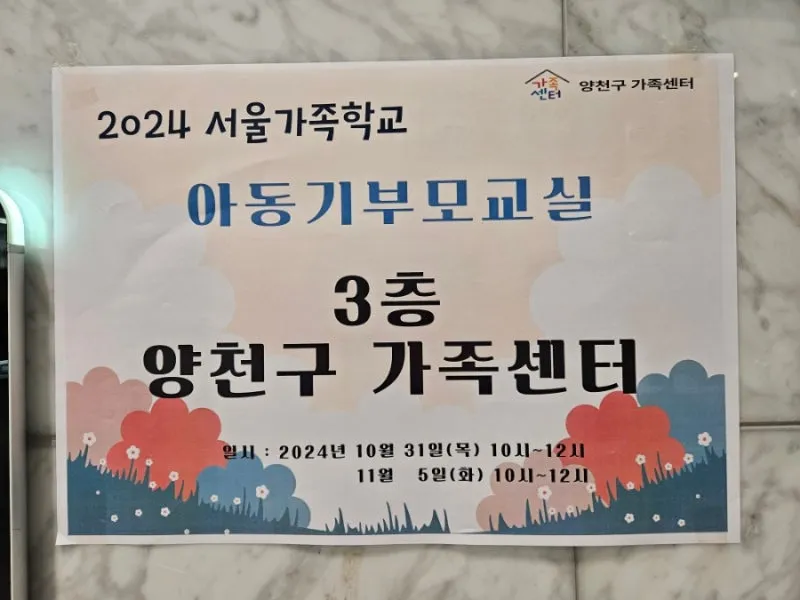 가족
센터
양천구 가족센터
2024 서울가족학교
아동기부모교실
3층
양천구 가족센터
일시 : 2024년 10월 31일(목) 10시~12시
11월 5일(화) 10시~12시